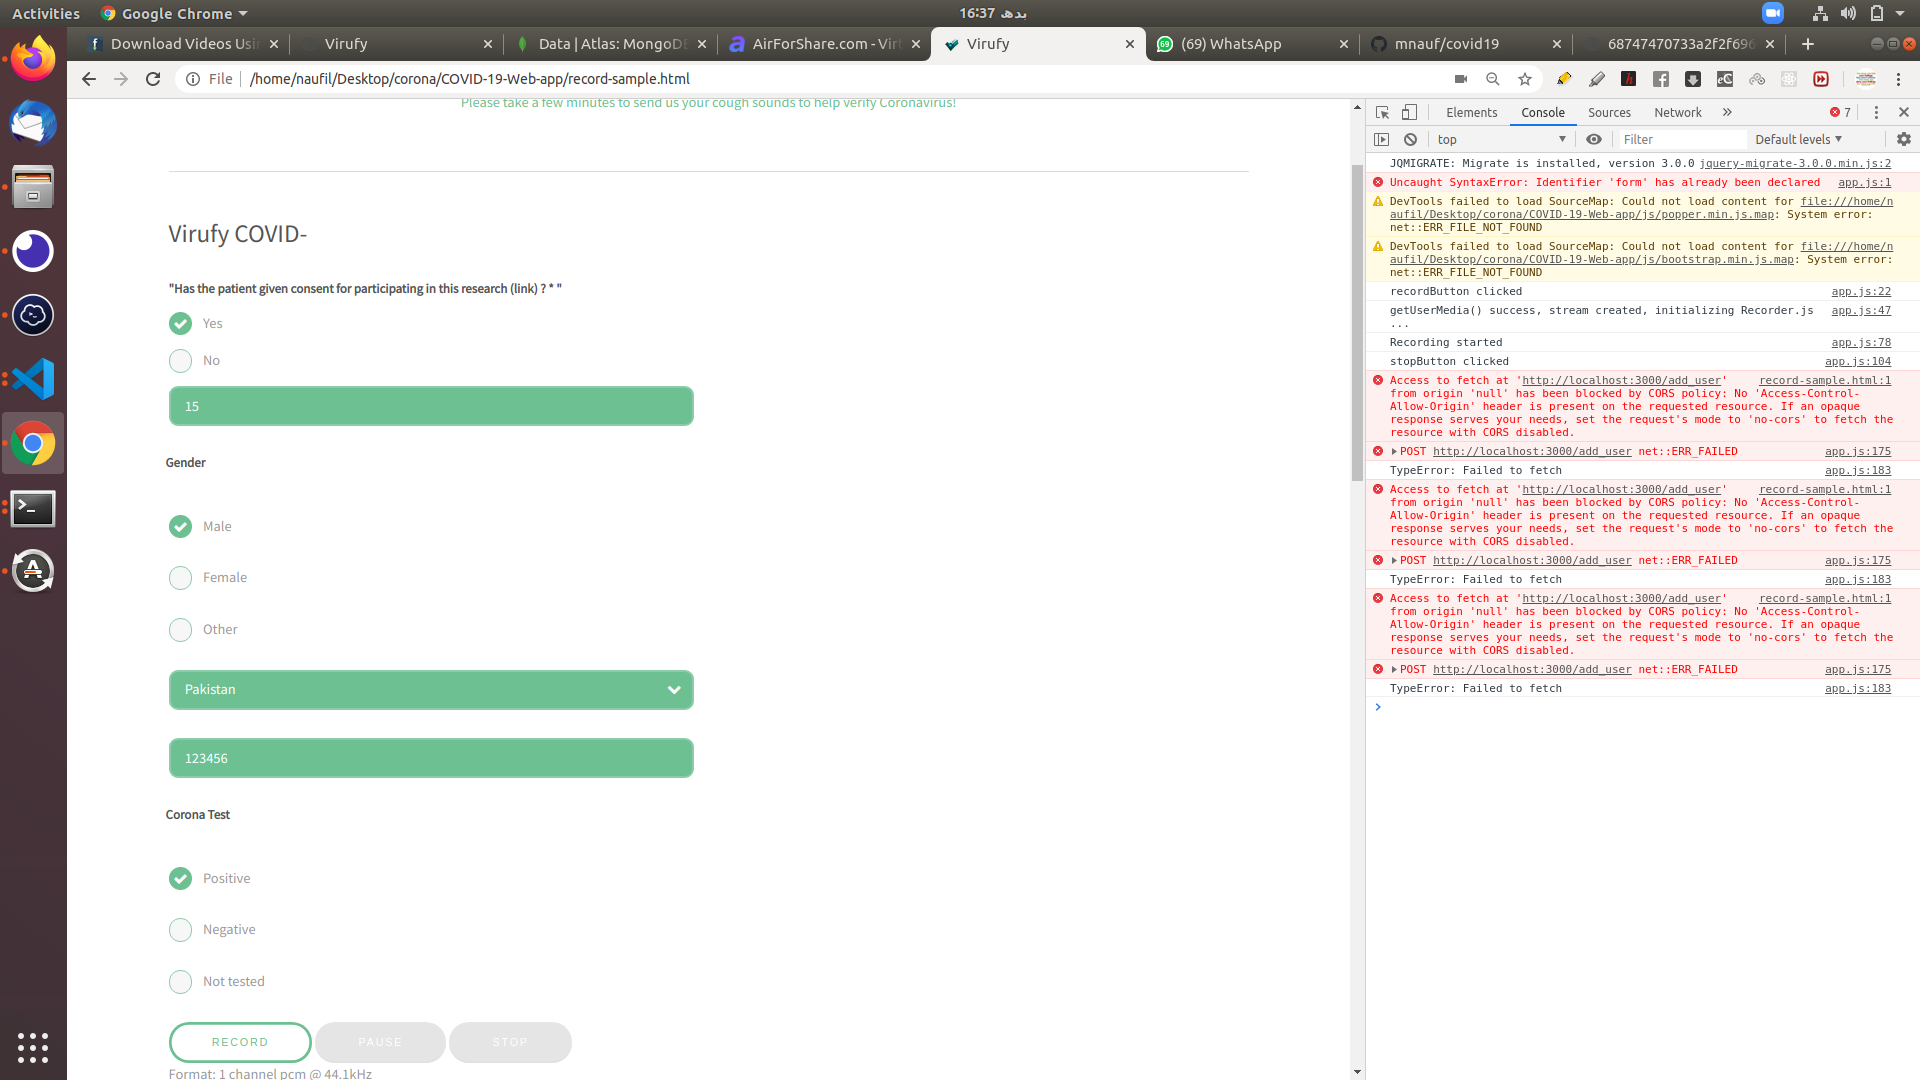 Activities
Google Chrome
بدھ 16:37
Download Videos Usi
Virufy
Data | Atlas: MongoDB
AirForShare.com - Virt
Virufy
(69) WhatsApp
mnauf/covid19
68747470733a2f2f696
File
/home/naufil/Desktop/corona/COVID-19-Web-app/record-sample.html
Please take a few minutes to send us your cough sounds to help verify Coronavirus!
Virufy COVID-
"Has the patient given consent for participating in this research (link) ? * "
Yes
No
15
Gender
Male
Female
Other
Pakistan
123456
Corona Test
Positive
Negative
Not tested
RECORD
PAUSE
STOP
Format: 1 channel pcm @ 44.1kHz
Elements
Console
Sources
Network
7
top
Filter
Default levels
JQMIGRATE: Migrate is installed, version 3.0.0 jquery-migrate-3.0.0.min.js:2
Uncaught SyntaxError: Identifier 'form' has already been declared app.js:1
DevTools failed to load SourceMap: Could not load content for file:///home/n
aufil/Desktop/corona/COVID-19-Web-app/js/popper.min.js.map: System error:
net::ERR_FILE_NOT_FOUND
DevTools failed to load SourceMap: Could not load content for file:///home/n
aufil/Desktop/corona/COVID-19-Web-app/js/bootstrap.min.js.map: System error:
net::ERR_FILE_NOT_FOUND
recordButton clicked app.js:22
getUserMedia() success, stream created, initializing Recorder.js app.js:47
...
Recording started app.js:78
stopButton clicked app.js:104
Access to fetch at 'http://localhost:3000/add_user' record-sample.html:1
from origin 'null' has been blocked by CORS policy: No 'Access-Control-
Allow-Origin' header is present on the requested resource. If an opaque
response serves your needs, set the request's mode to 'no-cors' to fetch the
resource with CORS disabled.
POST http://localhost:3000/add_user net::ERR_FAILED app.js:175
TypeError: Failed to fetch app.js:183
Access to fetch at 'http://localhost:3000/add_user' record-sample.html:1
from origin 'null' has been blocked by CORS policy: No 'Access-Control-
Allow-Origin' header is present on the requested resource. If an opaque
response serves your needs, set the request's mode to 'no-cors' to fetch the
resource with CORS disabled.
POST http://localhost:3000/add_user net::ERR_FAILED app.js:175
TypeError: Failed to fetch app.js:183
Access to fetch at 'http://localhost:3000/add_user' record-sample.html:1
from origin 'null' has been blocked by CORS policy: No 'Access-Control-
Allow-Origin' header is present on the requested resource. If an opaque
response serves your needs, set the request's mode to 'no-cors' to fetch the
resource with CORS disabled.
POST http://localhost:3000/add_user net::ERR_FAILED app.js:175
TypeError: Failed to fetch app.js:183